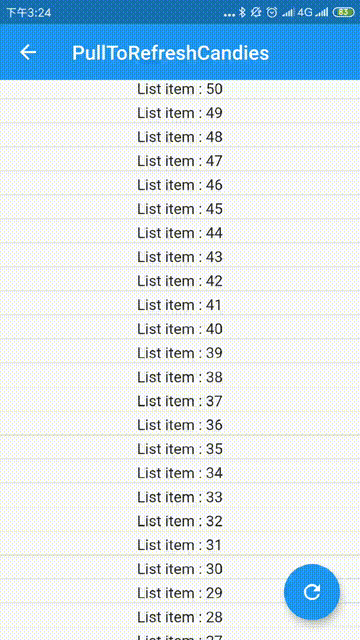 下午3:24 4G 83
PullToRefreshCandies
List item : 50
List item : 49
List item : 48
List item : 47
List item : 46
List item : 45
List item : 44
List item : 43
List item : 42
List item : 41
List item : 40
List item : 39
List item : 38
List item : 37
List item : 36
List item : 35
List item : 34
List item : 33
List item : 32
List item : 31
List item : 30
List item : 29
List item : 28
List item : 27